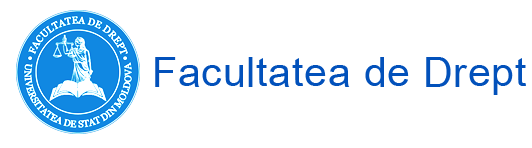 • FACULTATEA DE DREPT •
UNIVERSITATEA DE STAT DIN MOLDOVA
Facultatea de Drept